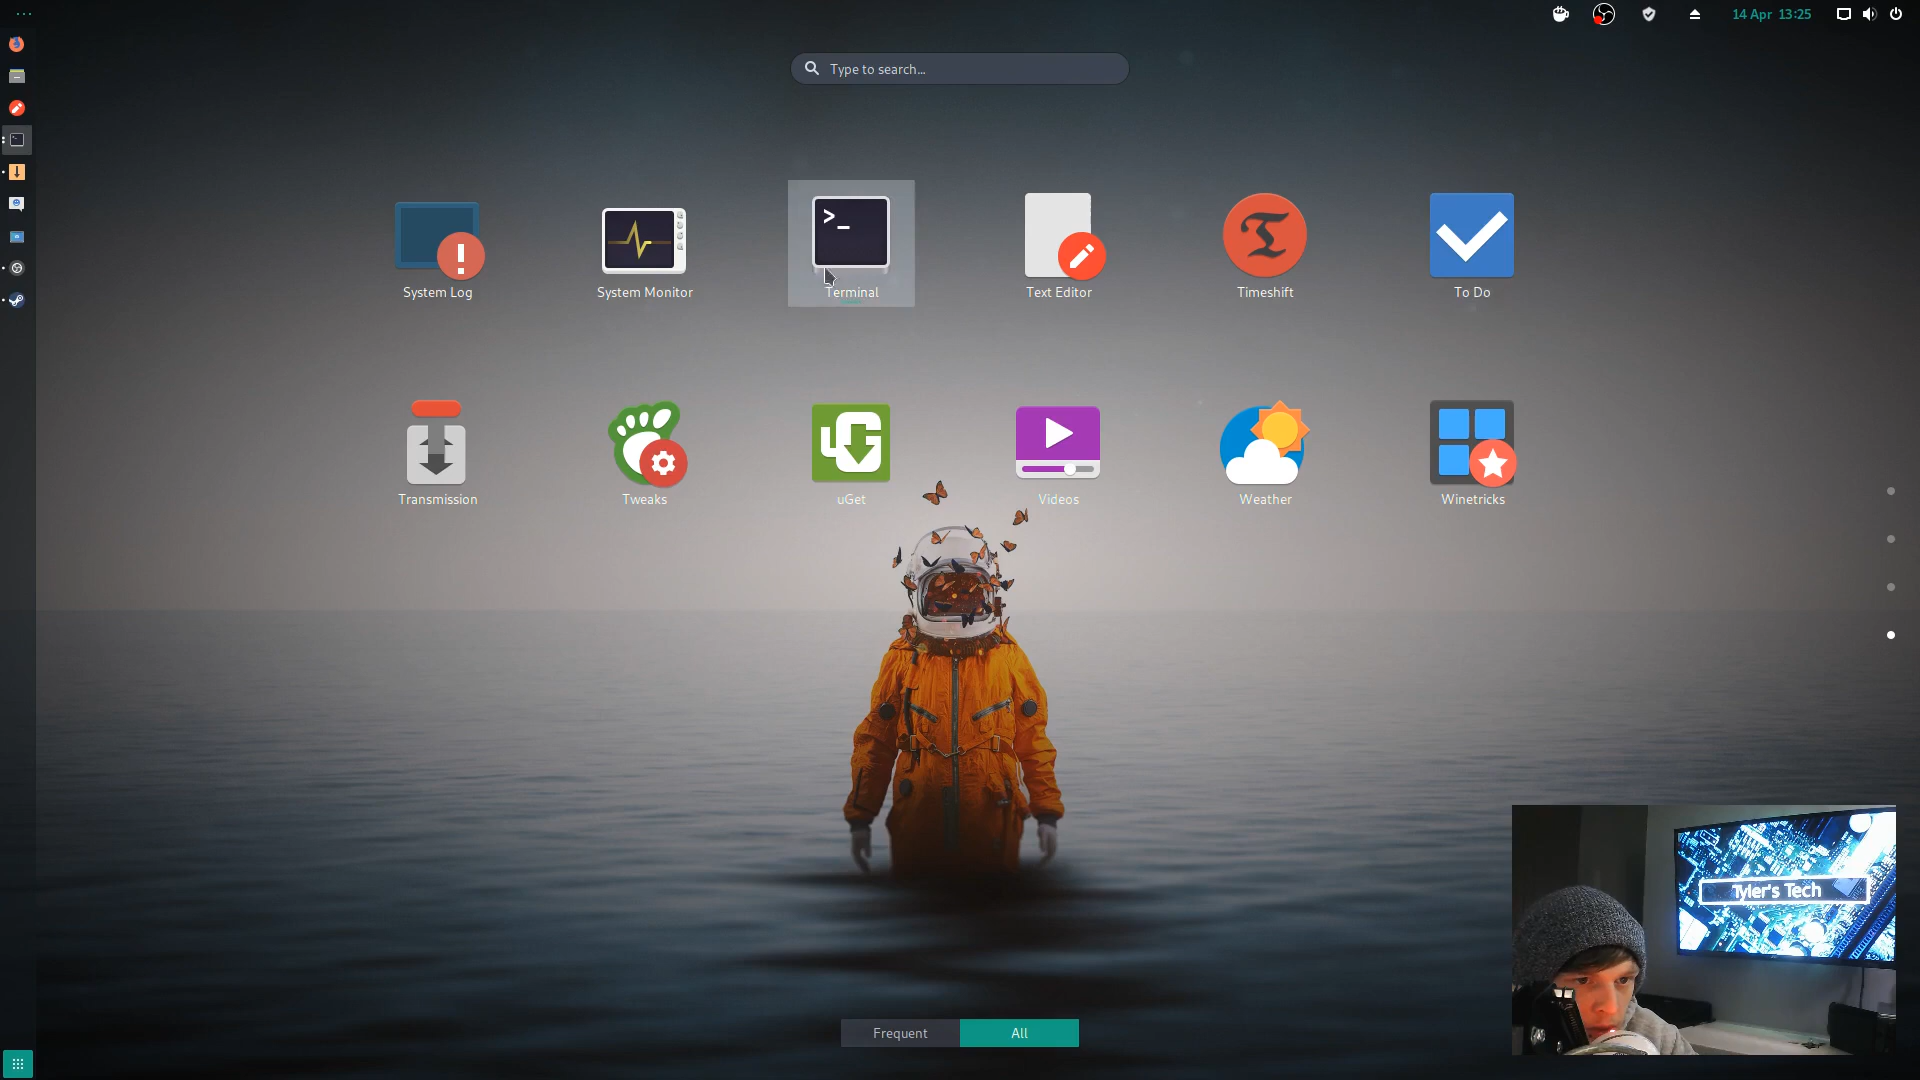 14 Apr 13:25
Type to search...
System Log
System Monitor
Terminal
Text Editor
Timeshift
To Do
Transmission
Tweaks
uGet
Videos
Weather
Winetricks
Tyler's Tech
Frequent
All